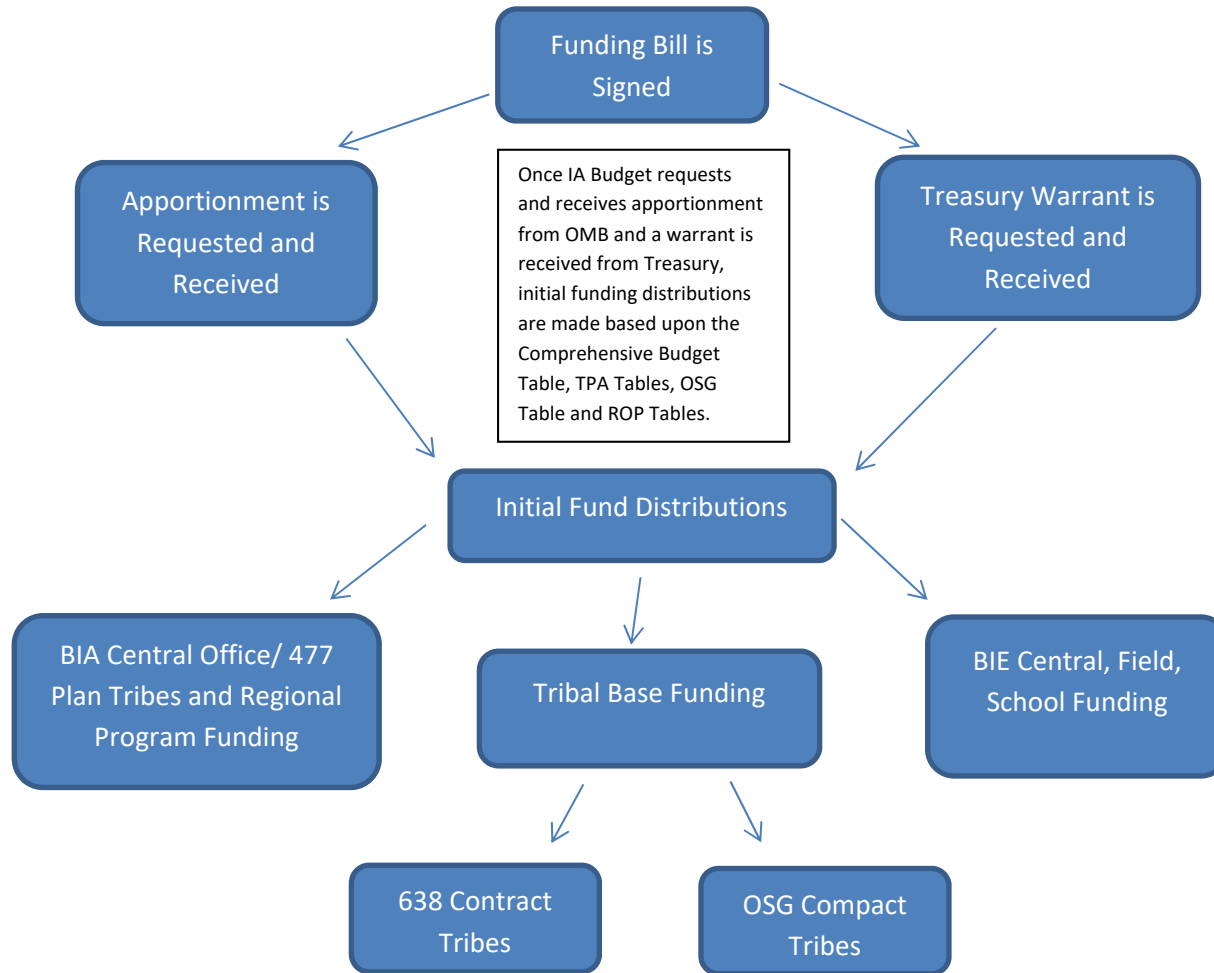 Funding Bill is
Signed
Apportionment is
Requested and
Received
Once IA Budget requests
and receives apportionment
from OMB and a warrant is
received from Treasury,
initial funding distributions
are made based upon the
Comprehensive Budget
Table, TPA Tables, OSG
Table and ROP Tables.
Treasury Warrant is
Requested and
Received
Initial Fund Distributions
BIA Central Office/ 477
Plan Tribes and Regional
Program Funding
Tribal Base Funding
BIE Central, Field,
School Funding
638 Contract
Tribes
OSG Compact
Tribes